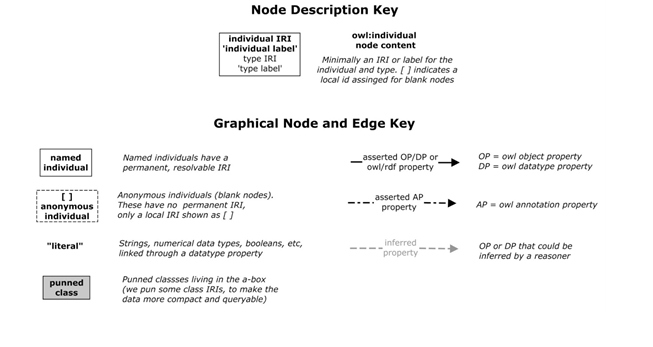 Node Description Key
individual IRI
'individual label'
type IRI
'type label'
owl:individual
node content
Minimally an IRI or label for the
individual and type. [ ] indicates a
local id assinged for blank nodes
Graphical Node and Edge Key
named
individual
Named individuals have a
permanent, resolvable IRI
asserted OP/DP or
owl/rdf property
OP = owl object property
DP = owl datatype property
[ ]
anonymous
individual
Anonymous individuals (blank nodes).
These have no permanent IRI,
only a local IRI shown as [ ]
asserted AP
property
AP = owl annotation property
"literal"
Strings, numerical data types, booleans, etc,
linked through a datatype property
inferred
property
OP or DP that could be
inferred by a reasoner
punned
class
Punned classses living in the a-box
(we pun some class IRIs, to make the
data more compact and queryable)